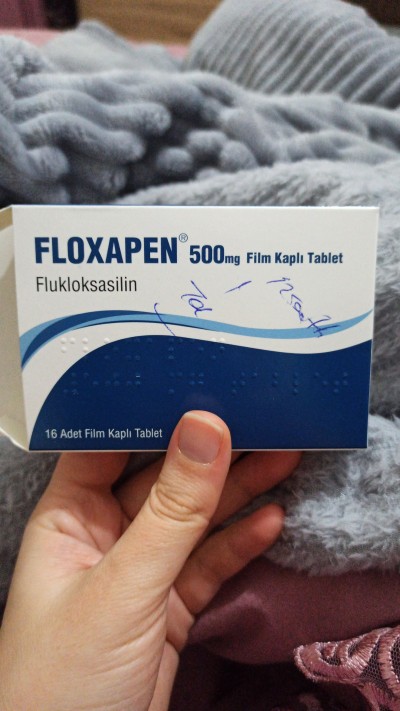 FLOXAPEN® 500mg Film Kaplı Tablet
Flukloksasilin
16 Adet Film Kaplı Tablet